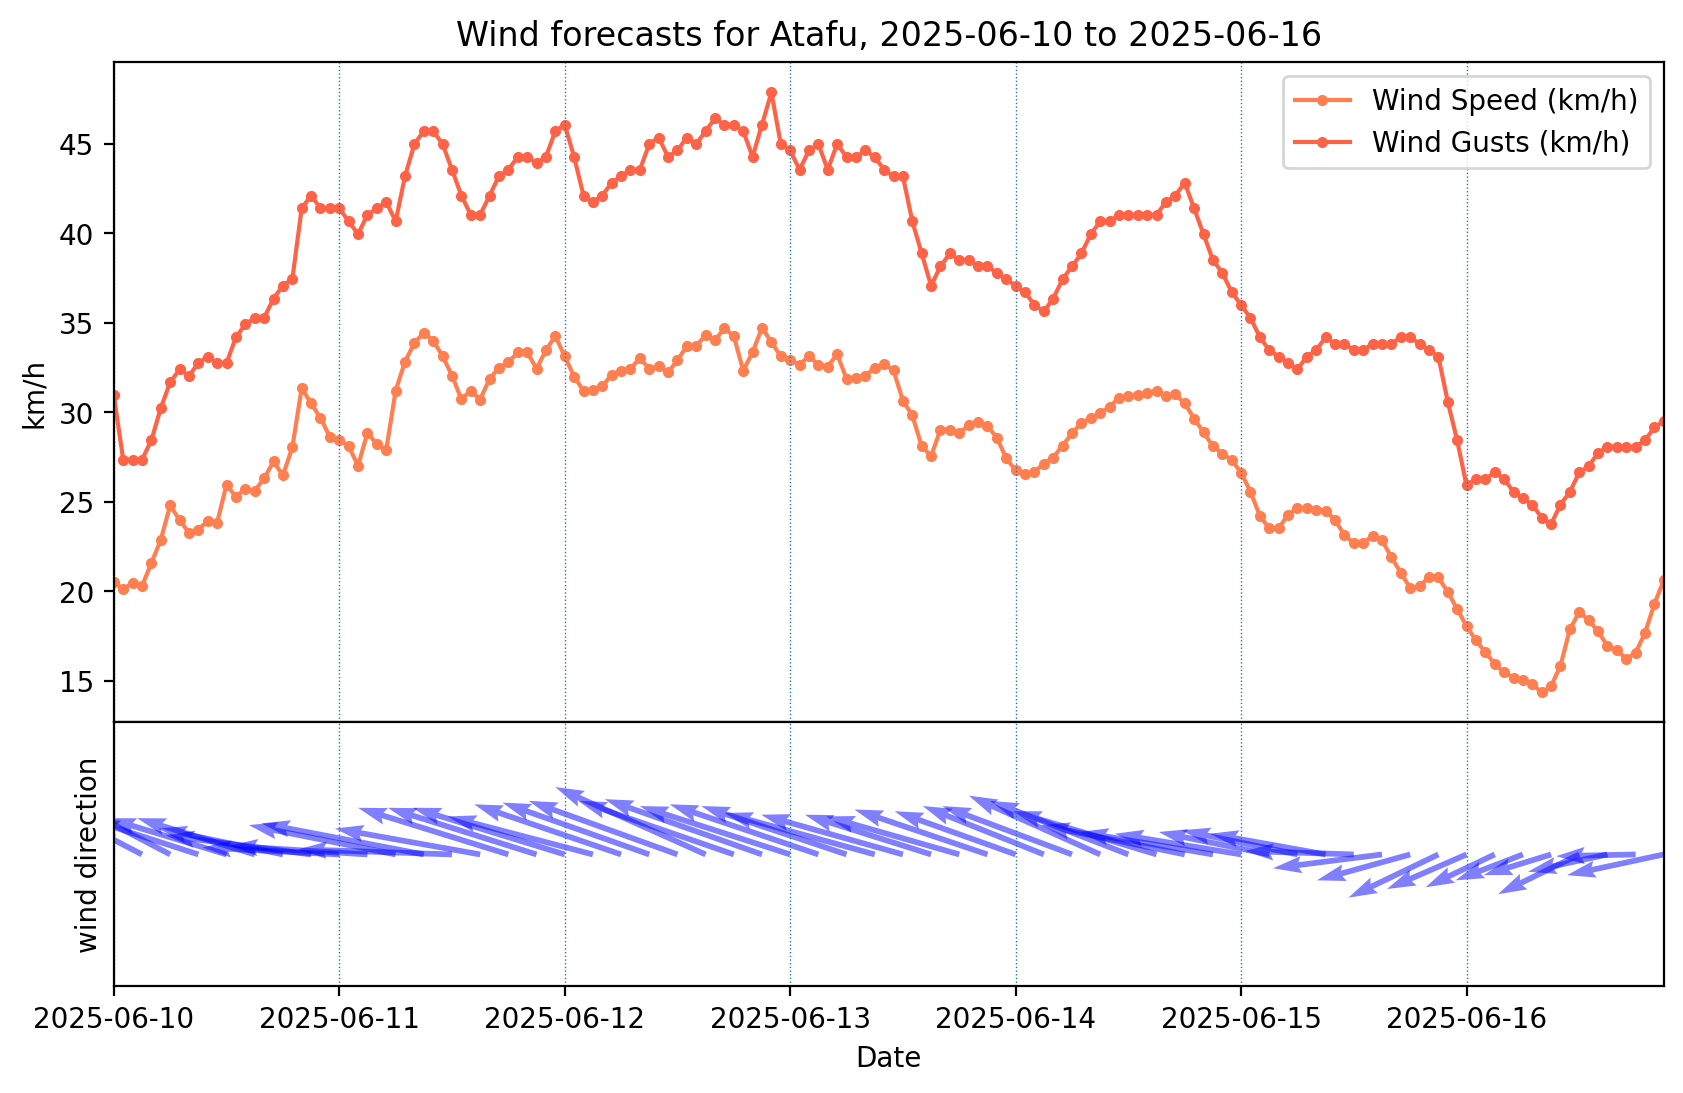 Wind forecasts for Atafu, 2025-06-10 to 2025-06-16
Wind Speed (km/h)
Wind Gusts (km/h)
km/h
45
40
35
30
25
20
15
wind direction
2025-06-10
2025-06-11
2025-06-12
2025-06-13
2025-06-14
2025-06-15
2025-06-16
Date